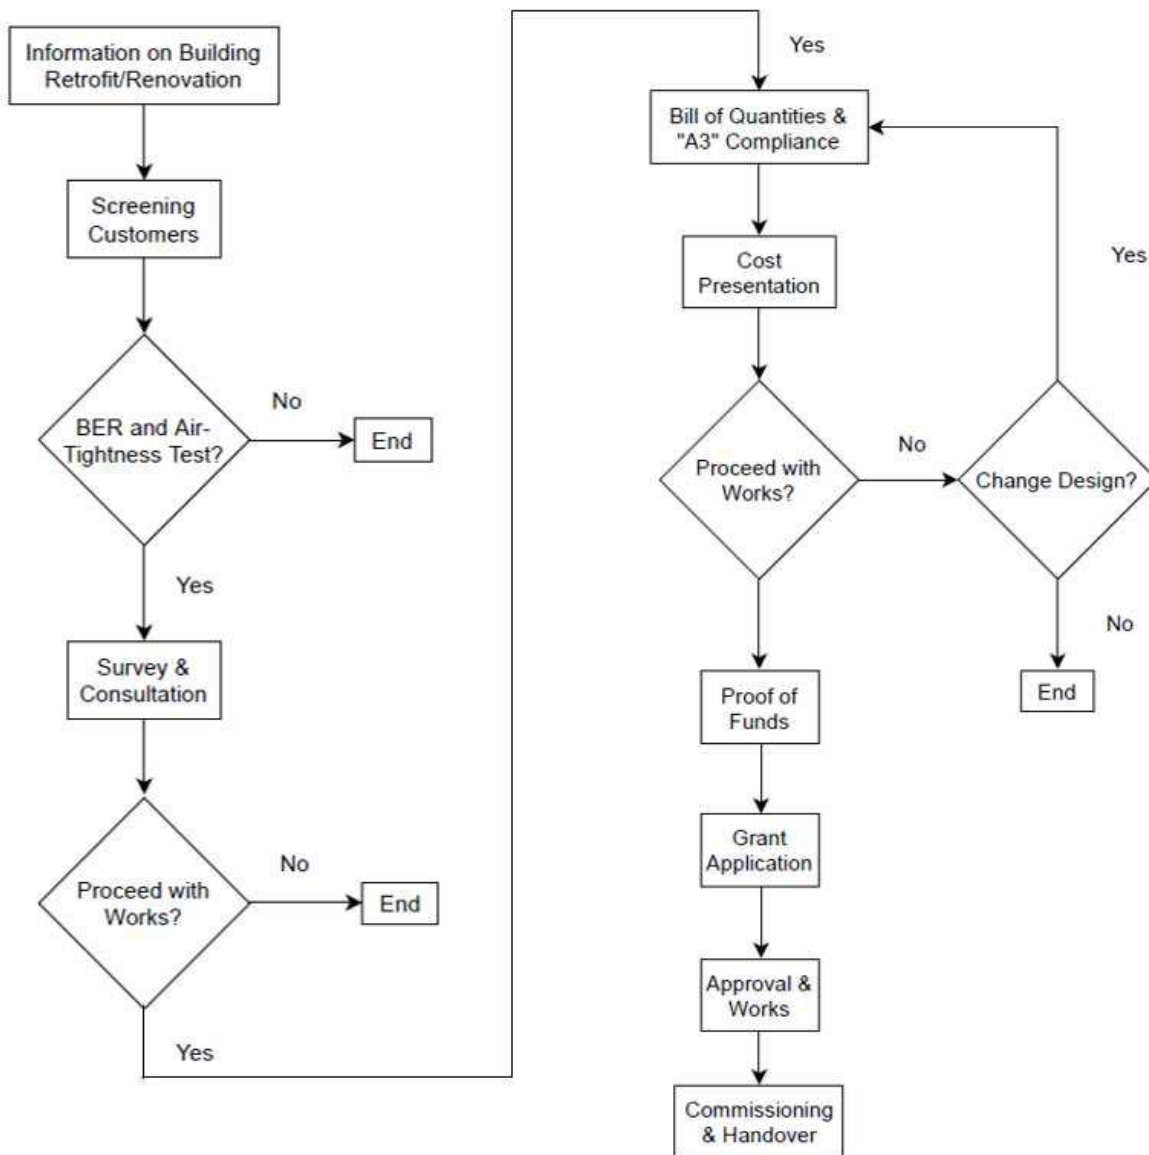 Information on Building
Retrofit/Renovation
Screening
Customers
BER and Air-
Tightness Test?
No
End
Yes
Survey &
Consultation
Proceed with
Works?
No
End
Yes
Yes
Bill of Quantities &
"A3" Compliance
Cost
Presentation
Proceed with
Works?
No
Change Design?
Yes
No
End
Proof of
Funds
Grant
Application
Approval &
Works
Commissioning
& Handover